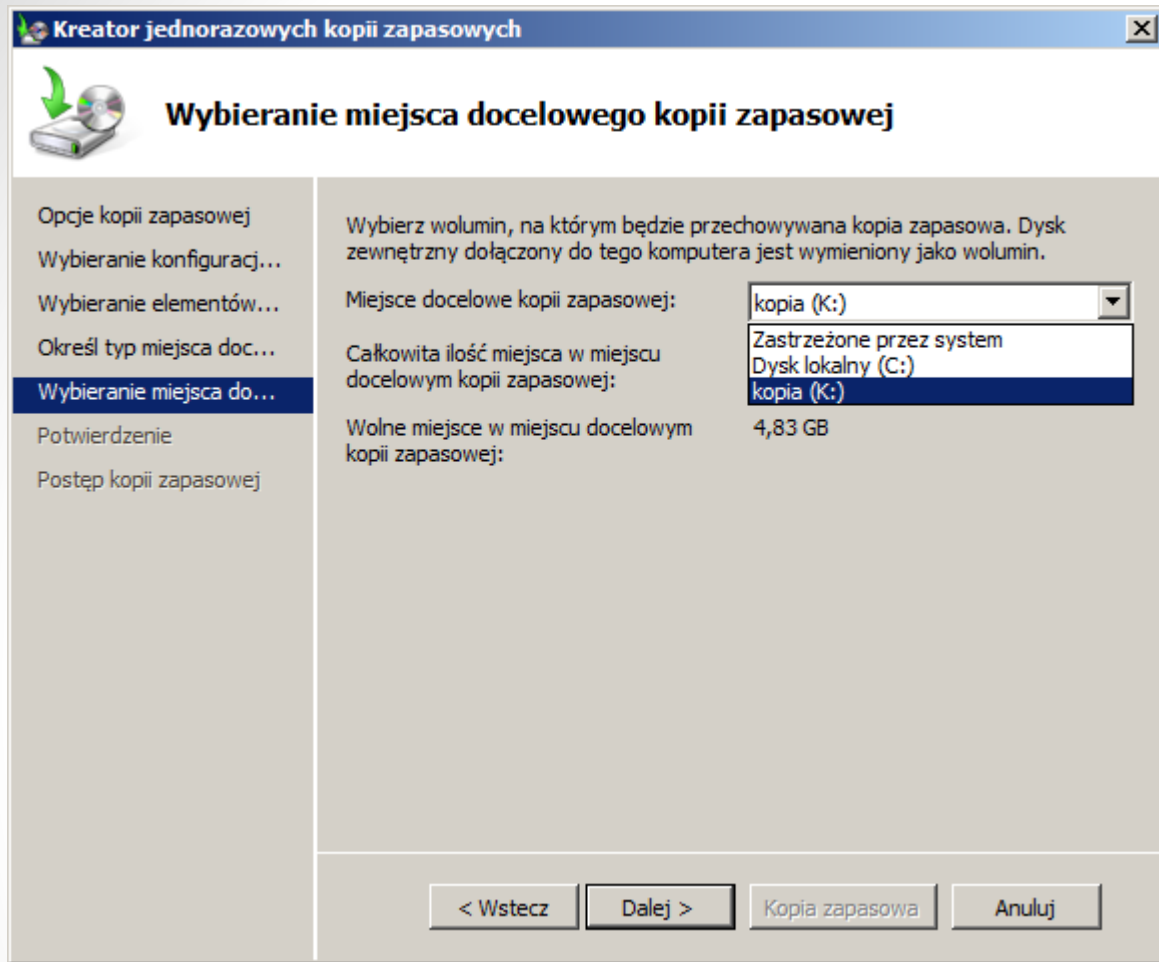 Kreator jednorazowych kopii zapasowych
Wybieranie miejsca docelowego kopii zapasowej
Opcje kopii zapasowej
Wybieranie konfiguracj...
Wybieranie elementów...
Określ typ miejsca doc...
Wybieranie miejsca do...
Potwierdzenie
Postęp kopii zapasowej
Wybierz wolumin, na którym będzie przechowywana kopia zapasowa. Dysk
zewnętrzny dołączony do tego komputera jest wymieniony jako wolumin.
Miejsce docelowe kopii zapasowej:
kopia (K:)
Zastrzeżone przez system
Dysk lokalny (C:)
kopia (K:)
Całkowita ilość miejsca w miejscu
docelowym kopii zapasowej:
Wolne miejsce w miejscu docelowym
kopii zapasowej:
4,83 GB
< Wstecz
Dalej >
Kopia zapasowa
Anuluj